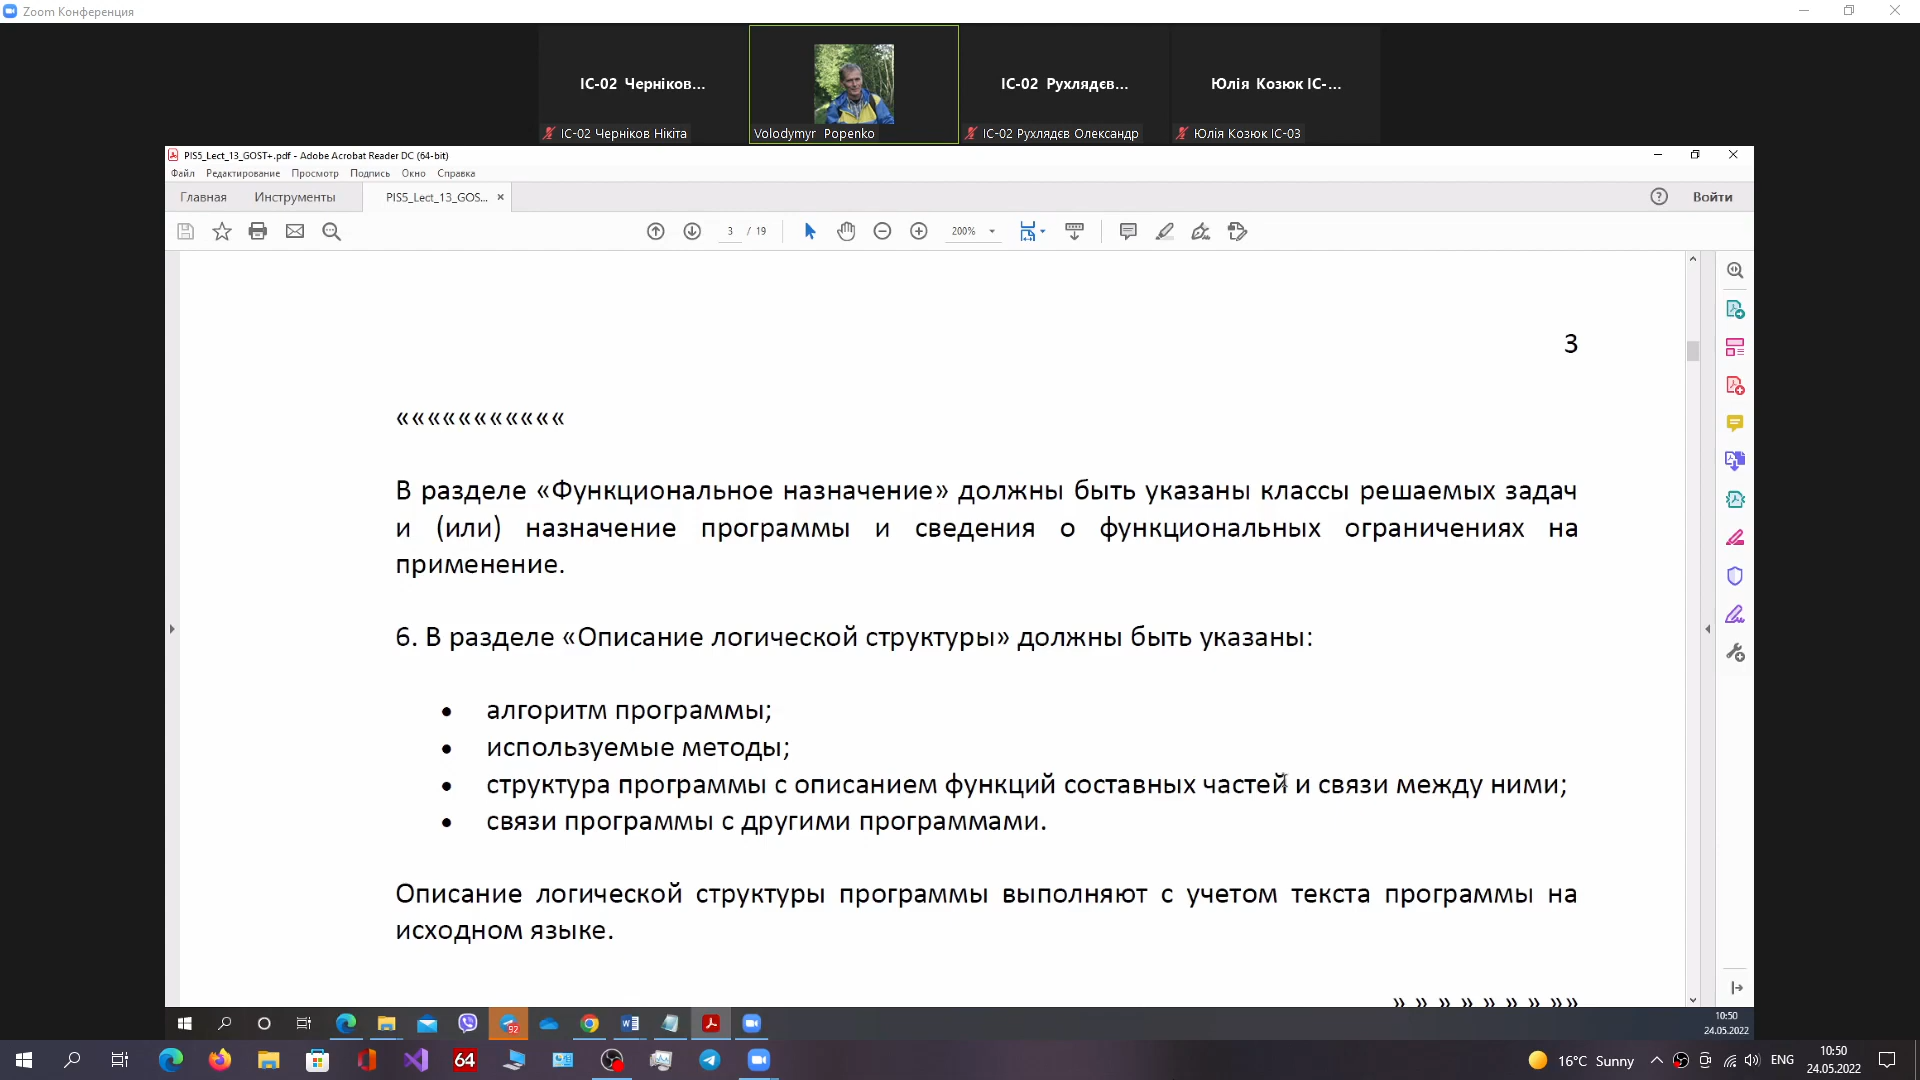 Zoom Конференция
ІС-02 Черніков...
ІС-02 Рухлядєв...
Юлія Козюк ІС-...
ІС-02 Черніков Нікіта
Volodymyr Popenko
ІС-02 Рухлядєв Олександр
Юлія Козюк ІС-03
PIS5_Lect_13_GOST+.pdf - Adobe Acrobat Reader DC (64-bit)
Файл Редактирование Просмотр Подпись Окно Справка
Главная Инструменты PIS5_Lect_13_GOS... × Войти
3 / 19 200%
3
«««««««««««
В разделе «Функциональное назначение» должны быть указаны классы решаемых задач
и (или) назначение программы и сведения о функциональных ограничениях на
применение.
6. В разделе «Описание логической структуры» должны быть указаны:
• алгоритм программы;
• используемые методы;
• структура программы с описанием функций составных частей и связи между ними;
• связи программы с другими программами.
Описание логической структуры программы выполняют с учетом текста программы на
исходном языке.
» » » » » » » »»
92
10:50
24.05.2022
64
16°C Sunny
ENG
10:50
24.05.2022